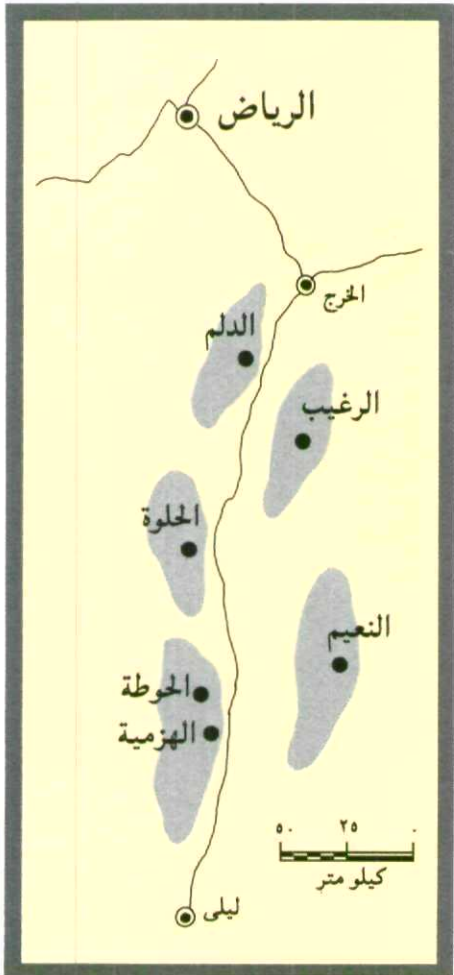 الرياض
الخرج
الدلم
الرغيب
الحلوة
النعيم
الحوطة
الهزمية
٥٠ ٢٥ ٠
كيلو متر
ليلى